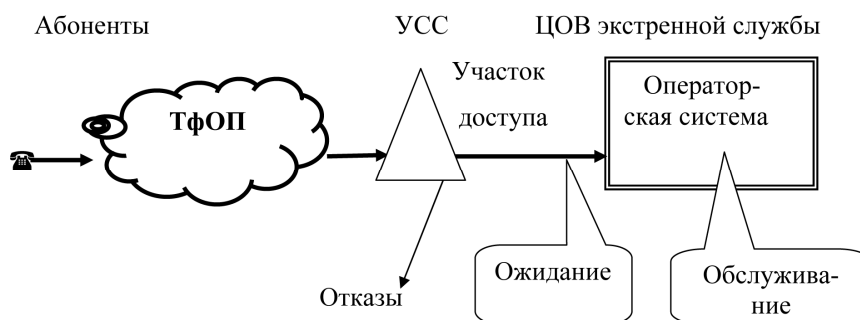 Абоненты
УСС
ЦОВ экстренной службы
Участок
доступа
Оператор-
ская система
ТфОП
Ожидание
Обслужива-
ние
Отказы